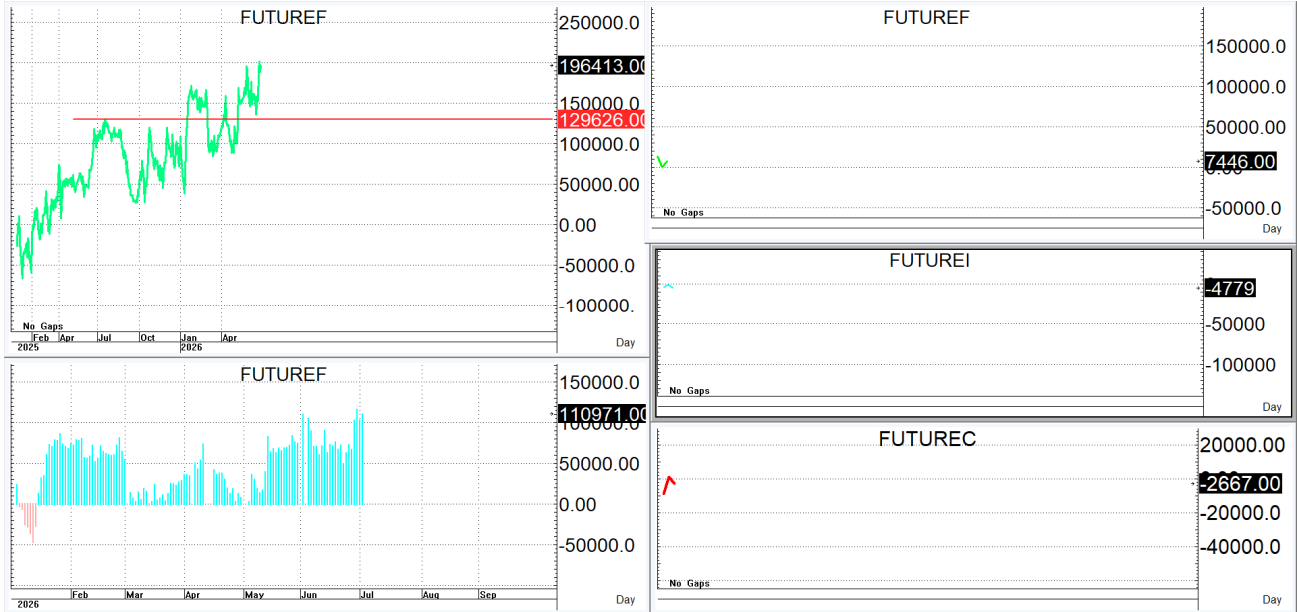 FUTUREF
250000.0
196413.00
150000.0
129626.00
100000.0
50000.00
0.00
-50000.0
-100000.
No Gaps
Feb Apr Jul Oct Jan Apr
2025 2026
Day
FUTUREF
150000.0
110971.00
100000.0
50000.00
0.00
-50000.0
Feb Mar Apr May Jun Jul Aug Sep
2026
Day
FUTUREF
150000.0
100000.0
50000.00
7446.00
-50000.0
No Gaps
Day
FUTUREI
-4779
-50000
-100000
No Gaps
Day
FUTUREC
20000.00
-2667.00
-20000.0
-40000.0
No Gaps
Day